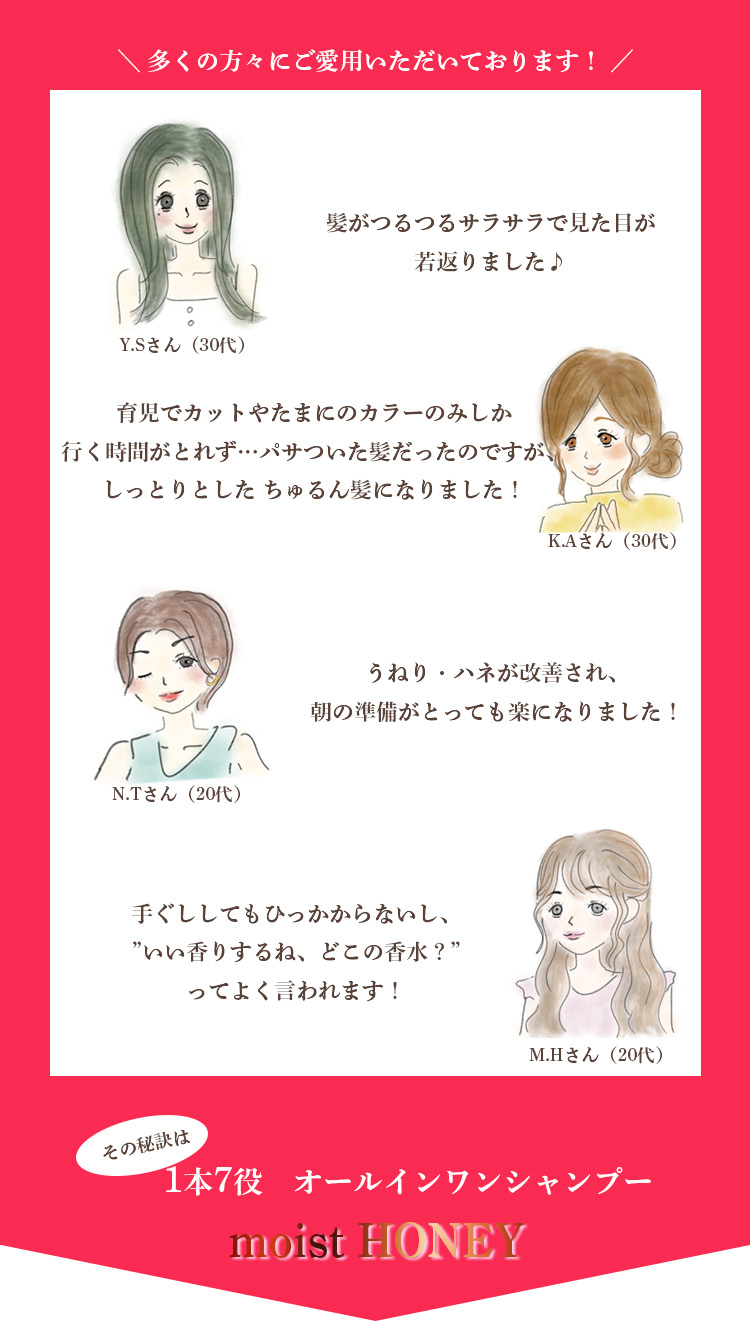 ＼ 多くの方々にご愛用いただいております！ ／
髪がつるつるサラサラで見た目が
若返りました♪
Y.Sさん（30代）
育児でカットやたまにのカラーのみしか
行く時間がとれず…パサついた髪だったのですが、
しっとりとした ちゅるん髪になりました！
K.Aさん（30代）
うねり・ハネが改善され、
朝の準備がとっても楽になりました！
N.Tさん（20代）
手ぐししてもひっかからないし、
”いい香りするね、どこの香水？”
ってよく言われます！
M.Hさん（20代）
その秘訣は
1本7役　オールインワンシャンプー
moist HONEY